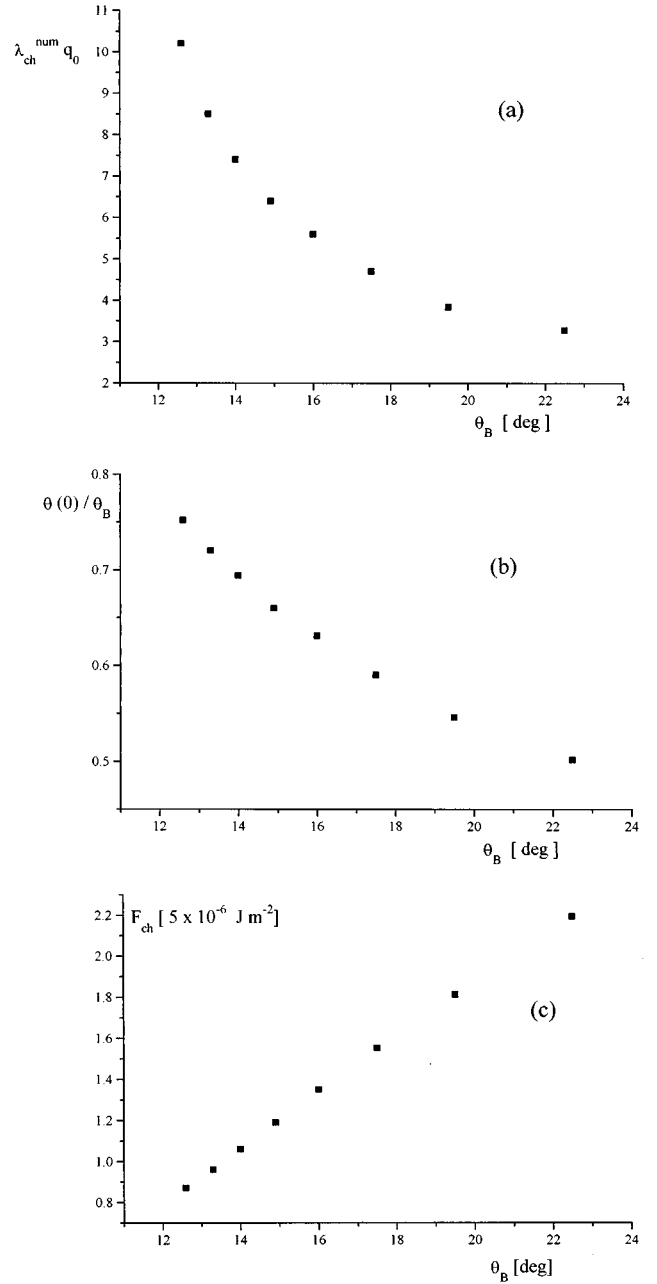 11
λ_ch^num q_0
10
9
(a)
8
7
6
5
4
3
2
12 14 16 18 20 22 24
θ_B [ deg ]
0.8
θ (0) / θ_B
0.7
(b)
0.6
0.5
12 14 16 18 20 22 24
θ_B [ deg ]
2.2
F_ch [ 5 x 10^-6 J m^-2]
2.0
1.8
(c)
1.6
1.4
1.2
1.0
0.8
12 14 16 18 20 22 24
θ_B [deg]